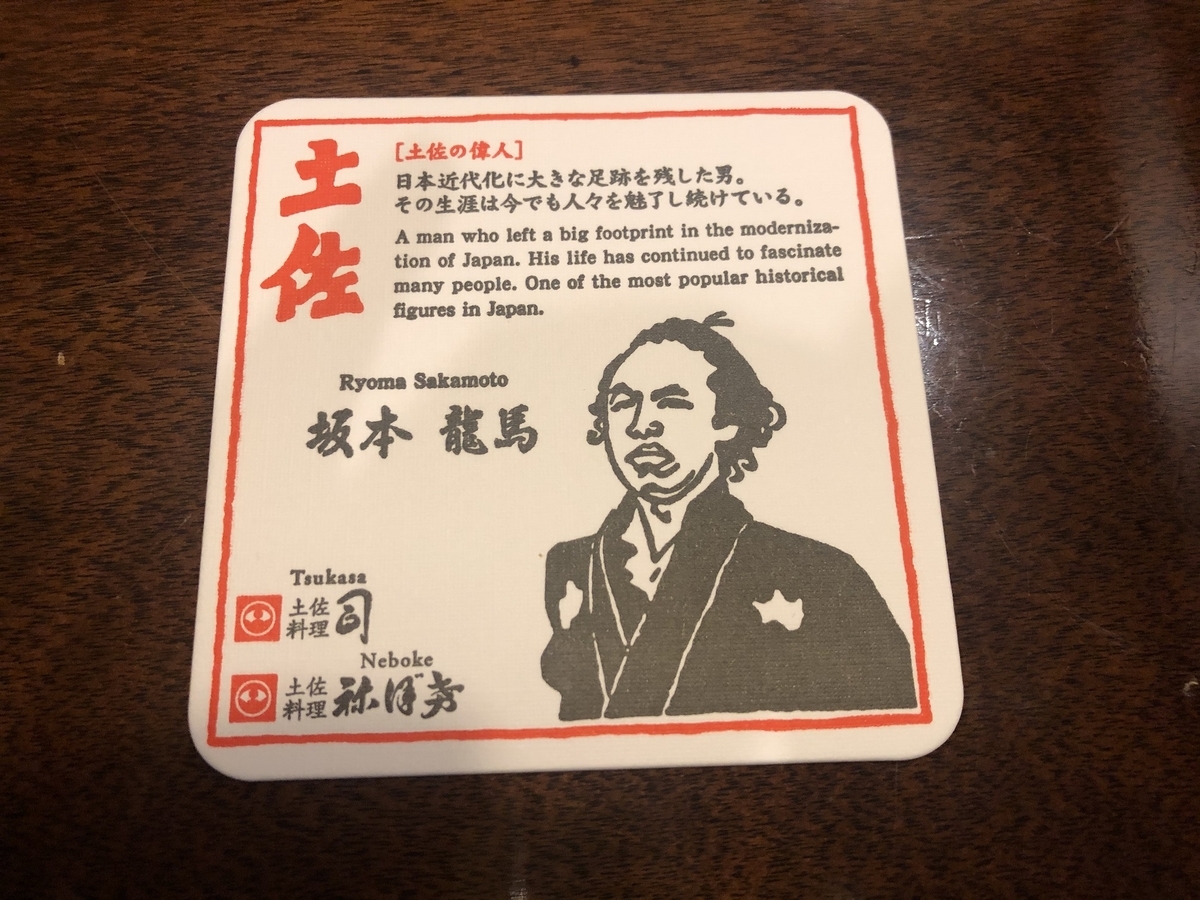 土佐
[土佐の偉人]
日本近代化に大きな足跡を残した男。
その生涯は今でも人々を魅了し続けている。
A man who left a big footprint in the moderniza-
tion of Japan. His life has continued to fascinate
many people. One of the most popular historical
figures in Japan.
Ryoma Sakamoto
坂本 龍馬
Tsukasa
土佐料理 司
Neboke
土佐料理 祢ぼけ